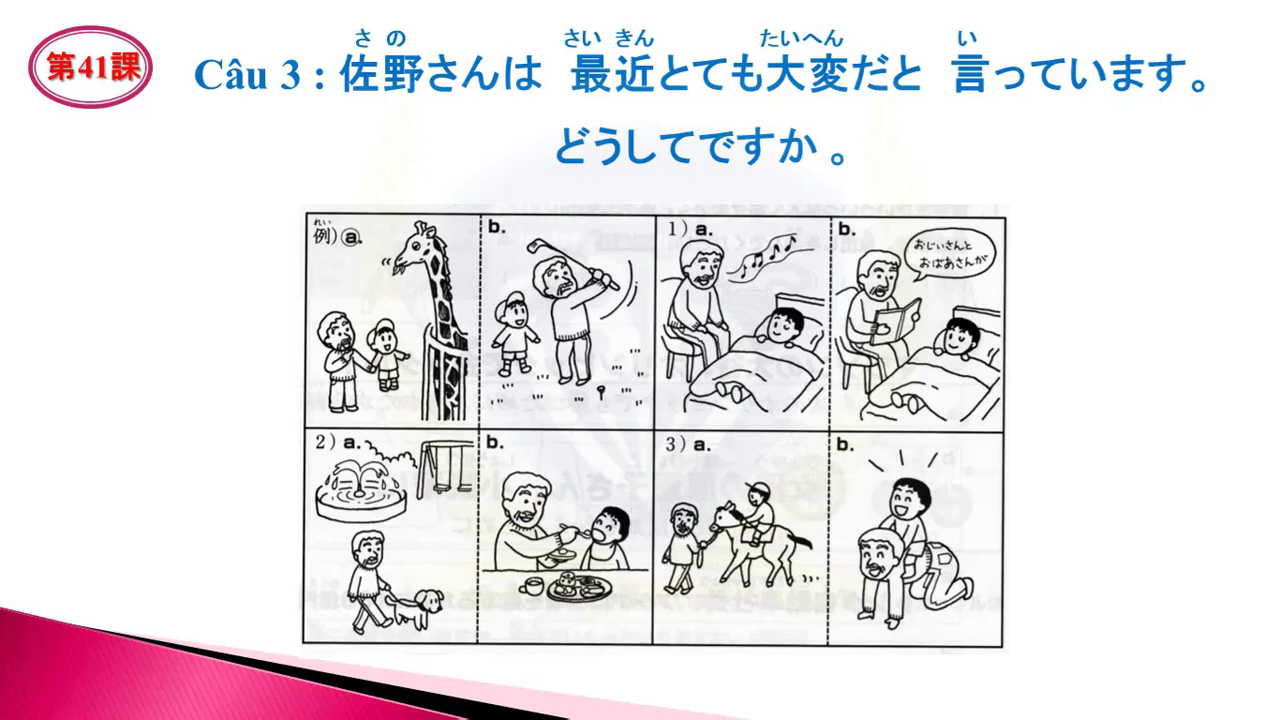 第41課
さ の さい きん たいへん い
Câu 3 : 佐野さんは 最近とても大変だと 言っています。
どうしてですか 。
れい
例) ⓐ.
b.
1) a.
b.
おじいさんと
おばあさんが
2) a.
b.
3) a.
b.